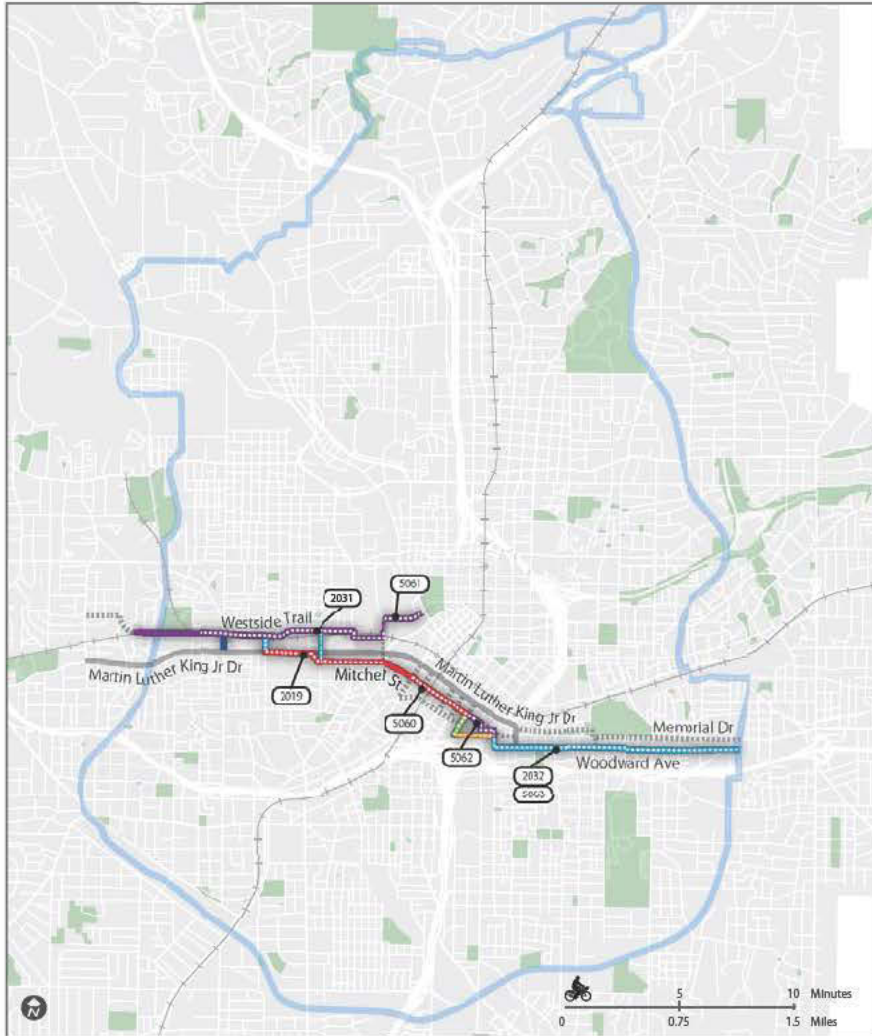 5061
2031
Westside Trail
Martin Luther King Jr Dr
2019
Mitchel St
Martin Luther King Jr Dr
5060
5062
Memorial Dr
2032
Woodward Ave
5 10 Minutes
0 0.75 1.5 Miles